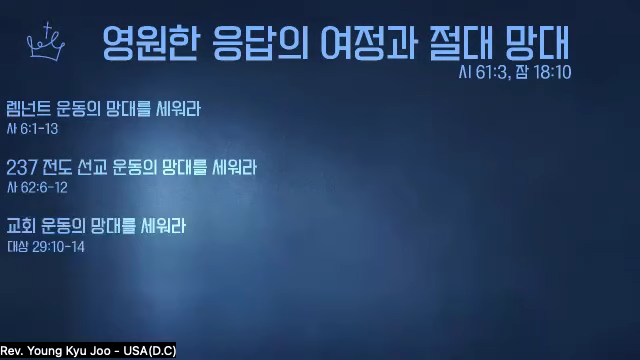 영원한 응답의 여정과 절대 망대
시 61:3, 잠 18:10
렘넌트 운동의 망대를 세워라
사 6:1-13
237 전도 선교 운동의 망대를 세워라
사 62:6-12
교회 운동의 망대를 세워라
대상 29:10-14
Rev. Young Kyu Joo - USA(D.C)